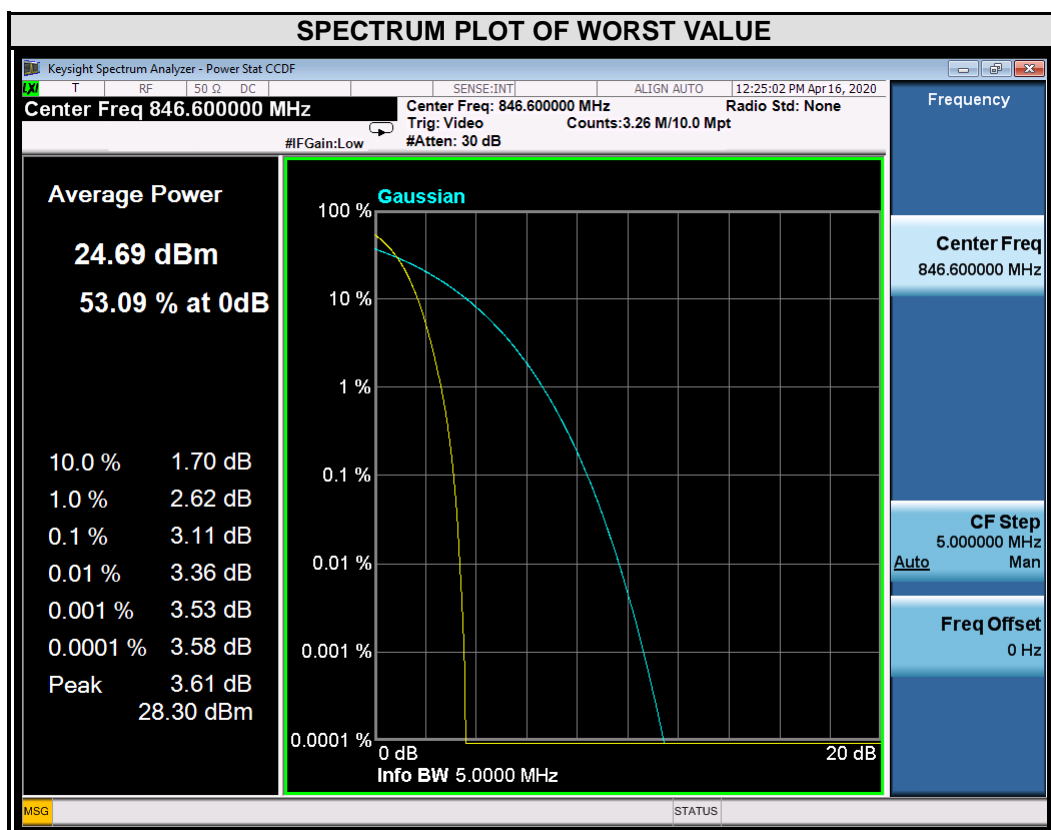 SPECTRUM PLOT OF WORST VALUE
Keysight Spectrum Analyzer - Power Stat CCDF
LXI T RF 50 Ω DC SENSE:INT ALIGN AUTO 12:25:02 PM Apr 16, 2020
Center Freq 846.600000 MHz
#IFGain:Low
Center Freq: 846.600000 MHz Radio Std: None
Trig: Video Counts:3.26 M/10.0 Mpt
#Atten: 30 dB
Average Power
24.69 dBm
53.09 % at 0dB
10.0 % 1.70 dB
1.0 % 2.62 dB
0.1 % 3.11 dB
0.01 % 3.36 dB
0.001 % 3.53 dB
0.0001 % 3.58 dB
Peak 3.61 dB
28.30 dBm
Gaussian
100 %
10 %
1 %
0.1 %
0.01 %
0.001 %
0.0001 %
0 dB 20 dB
Info BW 5.0000 MHz
Frequency
Center Freq
846.600000 MHz
CF Step
5.000000 MHz
Auto Man
Freq Offset
0 Hz
MSG STATUS